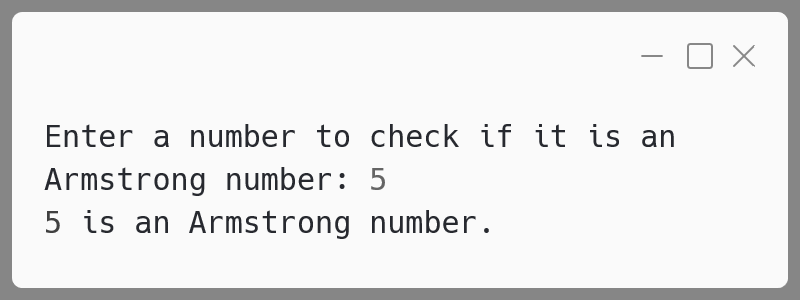 Enter a number to check if it is an
Armstrong number: 5
5 is an Armstrong number.